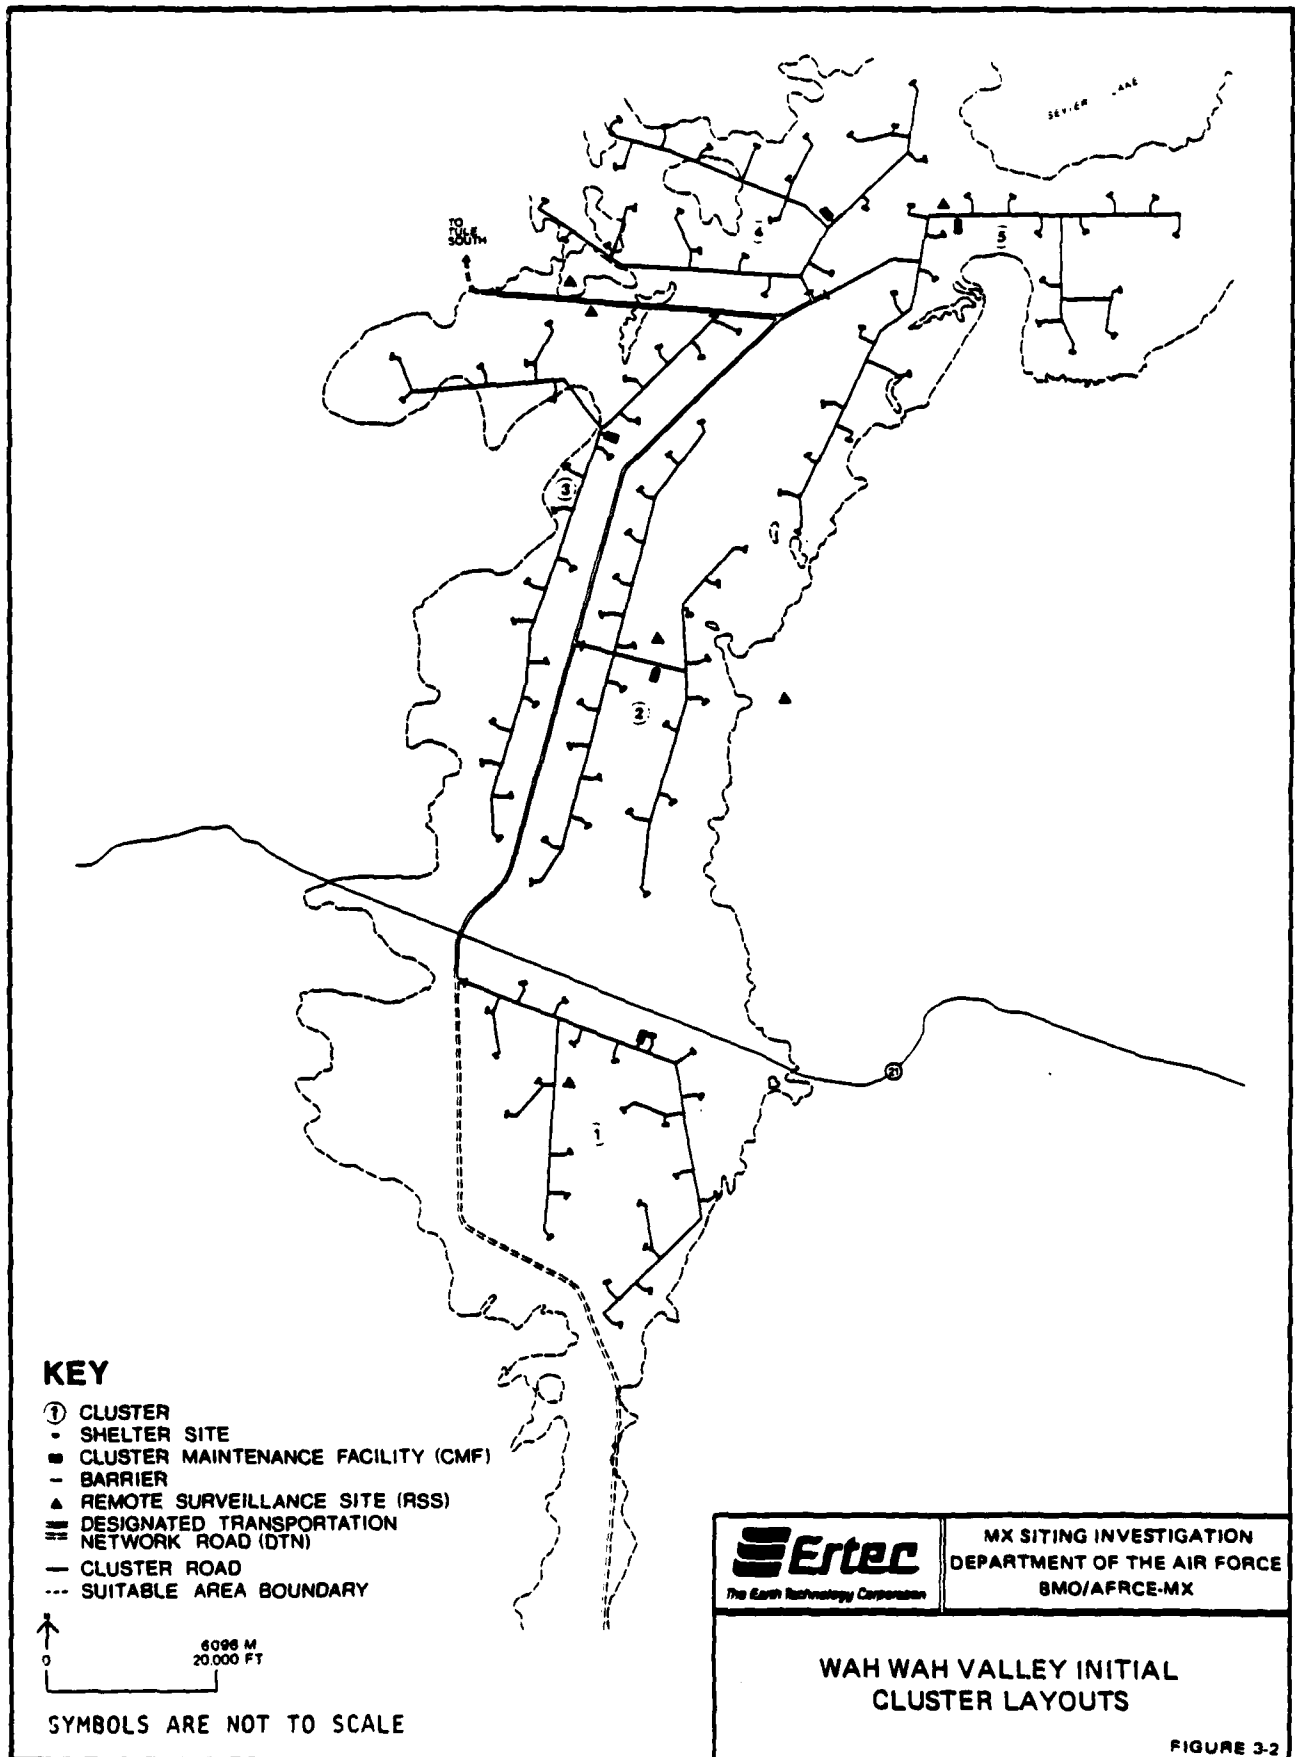 SEVIER LAKE
TO
TULE
SOUTH
4
5
3
2
21
1
KEY
1 CLUSTER
SHELTER SITE
CLUSTER MAINTENANCE FACILITY (CMF)
BARRIER
REMOTE SURVEILLANCE SITE (RSS)
DESIGNATED TRANSPORTATION
NETWORK ROAD (DTN)
CLUSTER ROAD
SUITABLE AREA BOUNDARY
N
0
6096 M
20,000 FT
SYMBOLS ARE NOT TO SCALE
Ertec
The Earth Technology Corporation
MX SITING INVESTIGATION
DEPARTMENT OF THE AIR FORCE
BMO/AFRCE-MX
WAH WAH VALLEY INITIAL
CLUSTER LAYOUTS
FIGURE 3-2